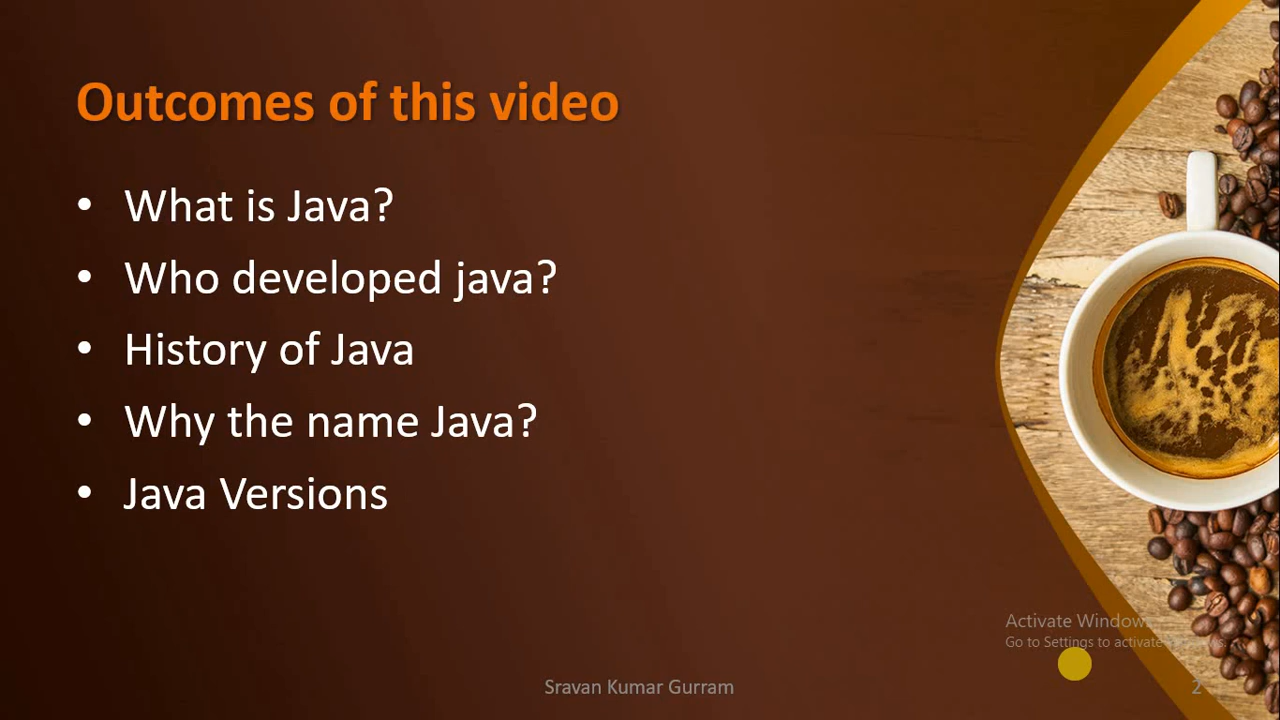 Outcomes of this video
• What is Java?
• Who developed java?
• History of Java
• Why the name Java?
• Java Versions
Activate Windows
Go to Settings to activate Windows.
Sravan Kumar Gurram
2